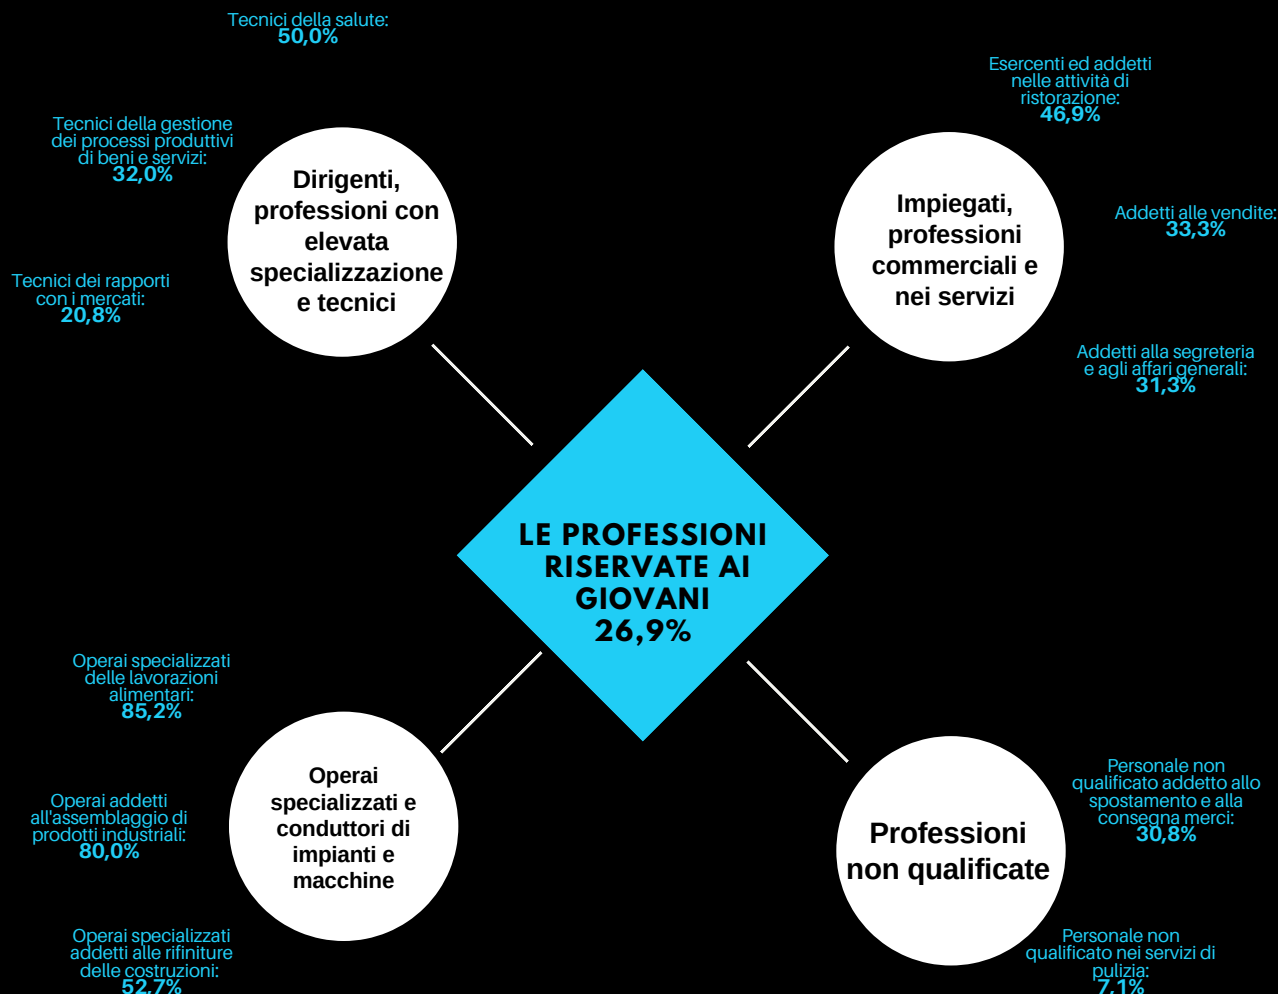 Tecnici della salute:
50,0%
Tecnici della gestione
dei processi produttivi
di beni e servizi:
32,0%
Tecnici dei rapporti
con i mercati:
20,8%
Dirigenti,
professioni con
elevata
specializzazione
e tecnici
Esercenti ed addetti
nelle attività di
ristorazione:
46,9%
Addetti alle vendite:
33,3%
Addetti alla segreteria
e agli affari generali:
31,3%
Impiegati,
professioni
commerciali e
nei servizi
LE PROFESSIONI
RISERVATE AI
GIOVANI
26,9%
Operai specializzati
delle lavorazioni
alimentari:
85,2%
Operai addetti
all'assemblaggio di
prodotti industriali:
80,0%
Operai specializzati
addetti alle rifiniture
delle costruzioni:
52,7%
Operai
specializzati e
conduttori di
impianti e
macchine
Professioni
non qualificate
Personale non
qualificato addetto allo
spostamento e alla
consegna merci:
30,8%
Personale non
qualificato nei servizi di
pulizia:
7,1%